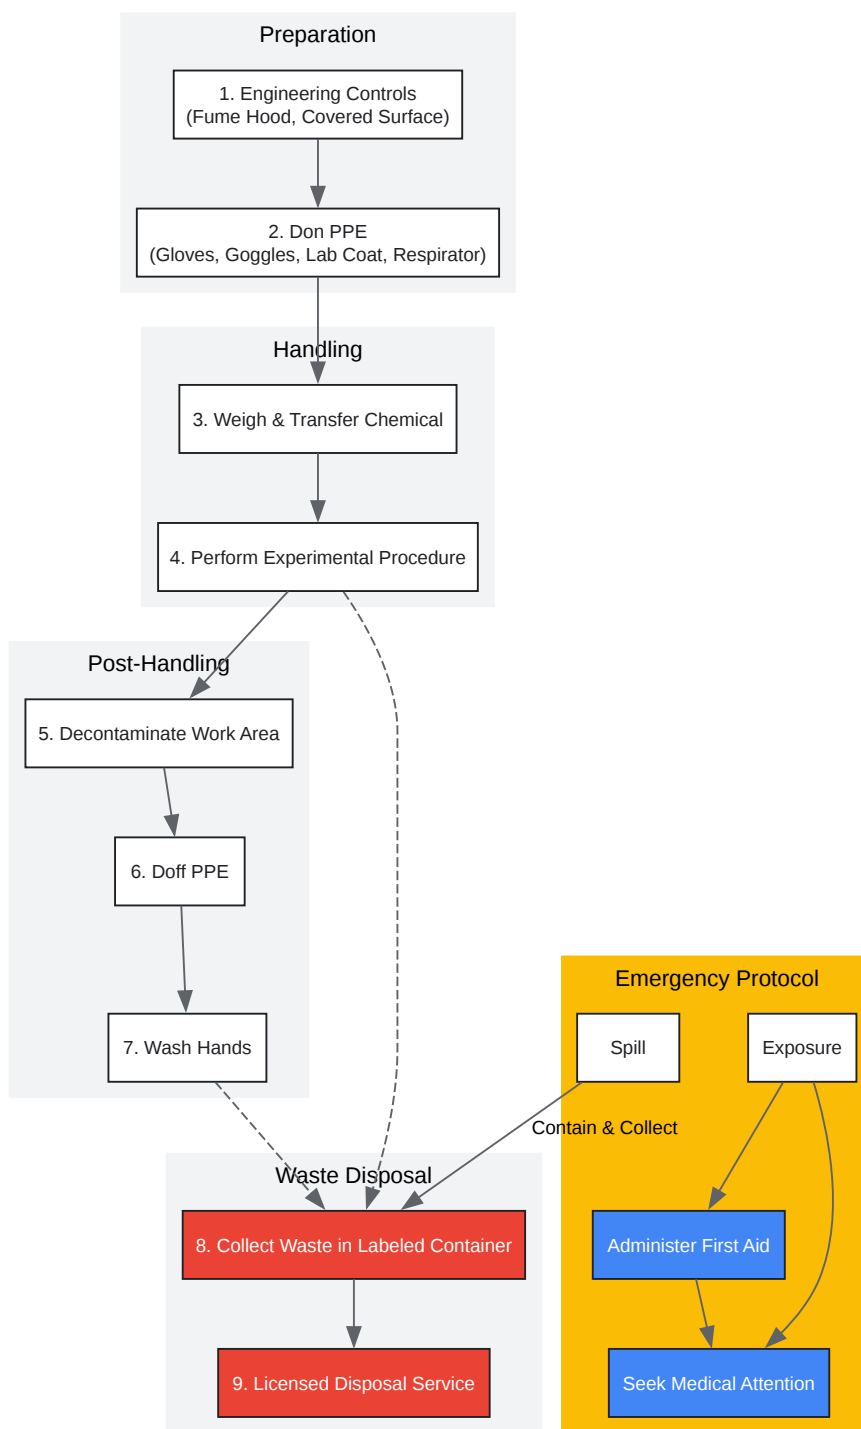 Preparation
1. Engineering Controls
(Fume Hood, Covered Surface)
2. Don PPE
(Gloves, Goggles, Lab Coat, Respirator)
Handling
3. Weigh & Transfer Chemical
4. Perform Experimental Procedure
Post-Handling
5. Decontaminate Work Area
6. Doff PPE
7. Wash Hands
Emergency Protocol
Spill
Exposure
Contain & Collect
Waste Disposal
8. Collect Waste in Labeled Container
Administer First Aid
9. Licensed Disposal Service
Seek Medical Attention